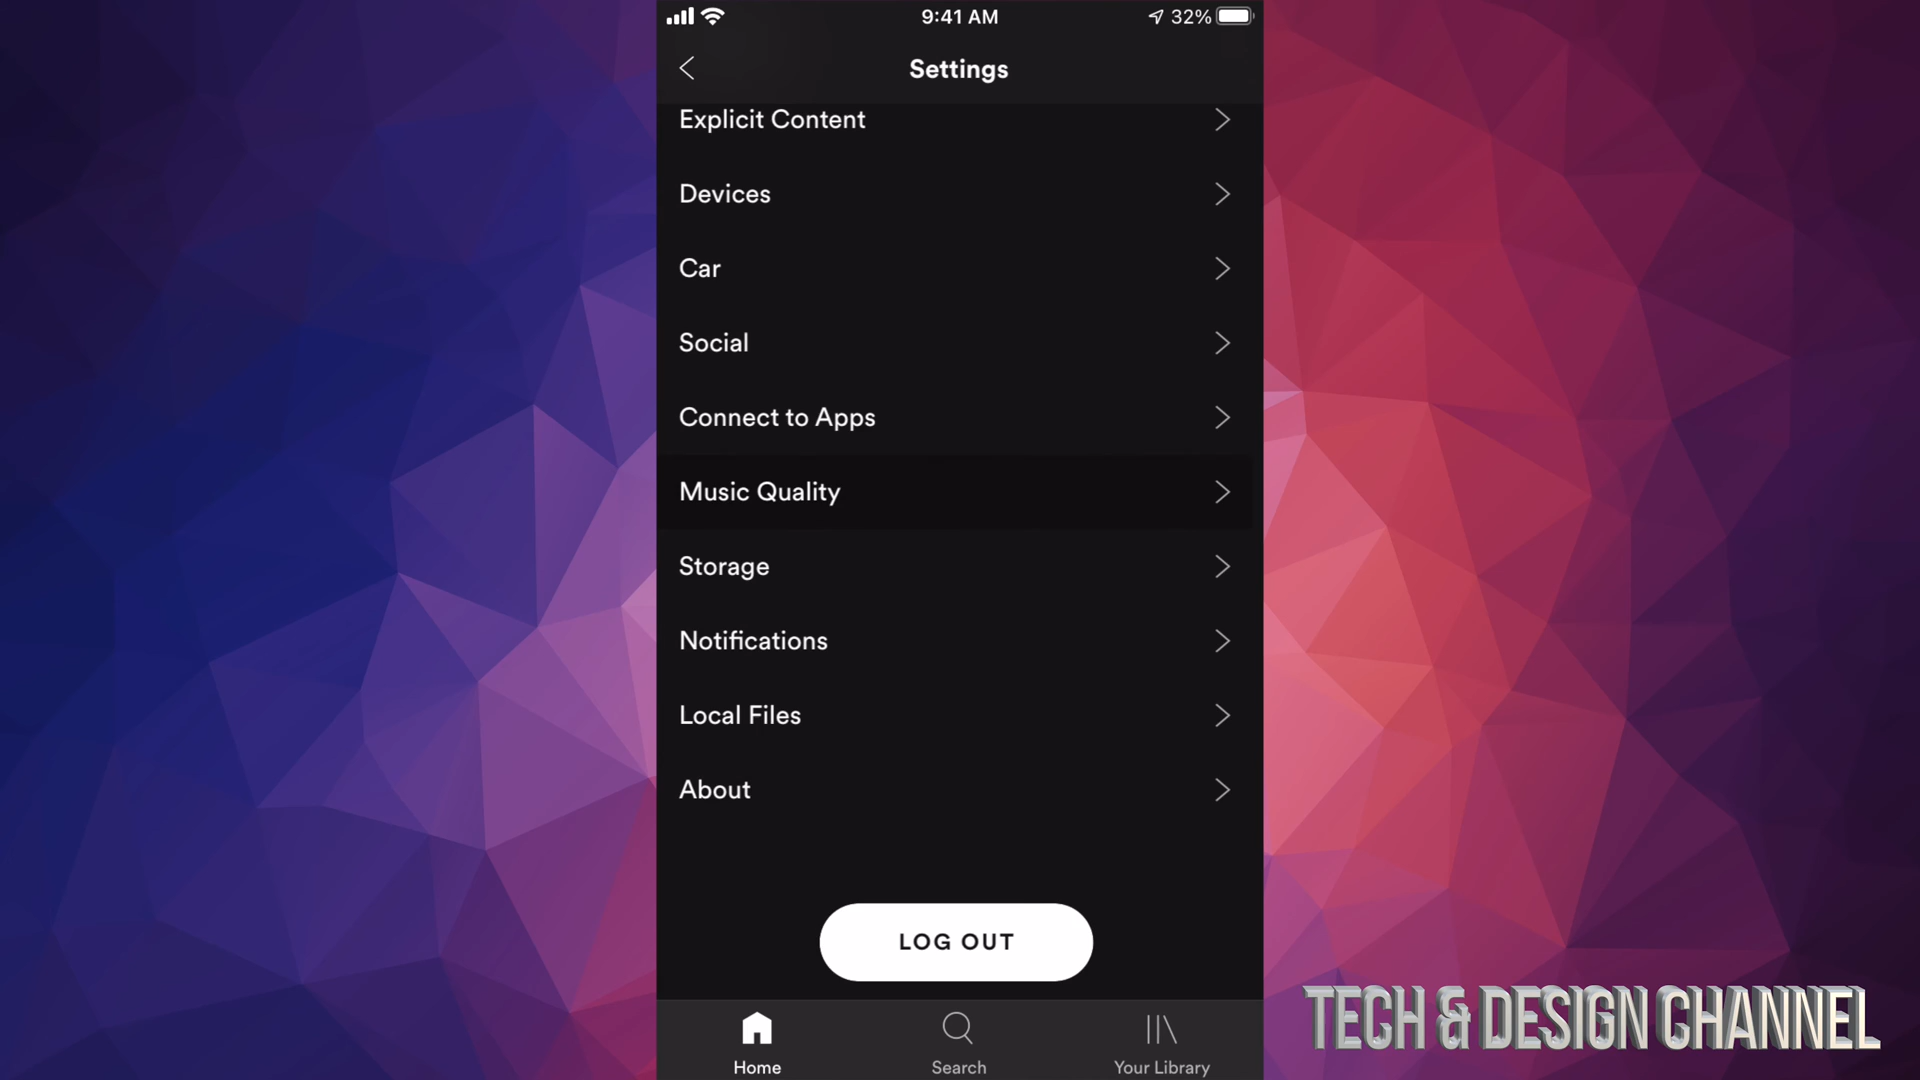 9:41 AM
32%
Settings
Explicit Content
Devices
Car
Social
Connect to Apps
Music Quality
Storage
Notifications
Local Files
About
LOG OUT
Home
Search
Your Library
TECH & DESIGN CHANNEL